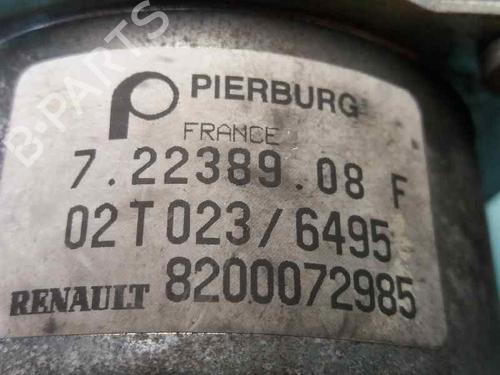 B-PARTS
PIERBURG
FRANCE
7.22389.08 F
02T023/6495
RENAULT 8200072985